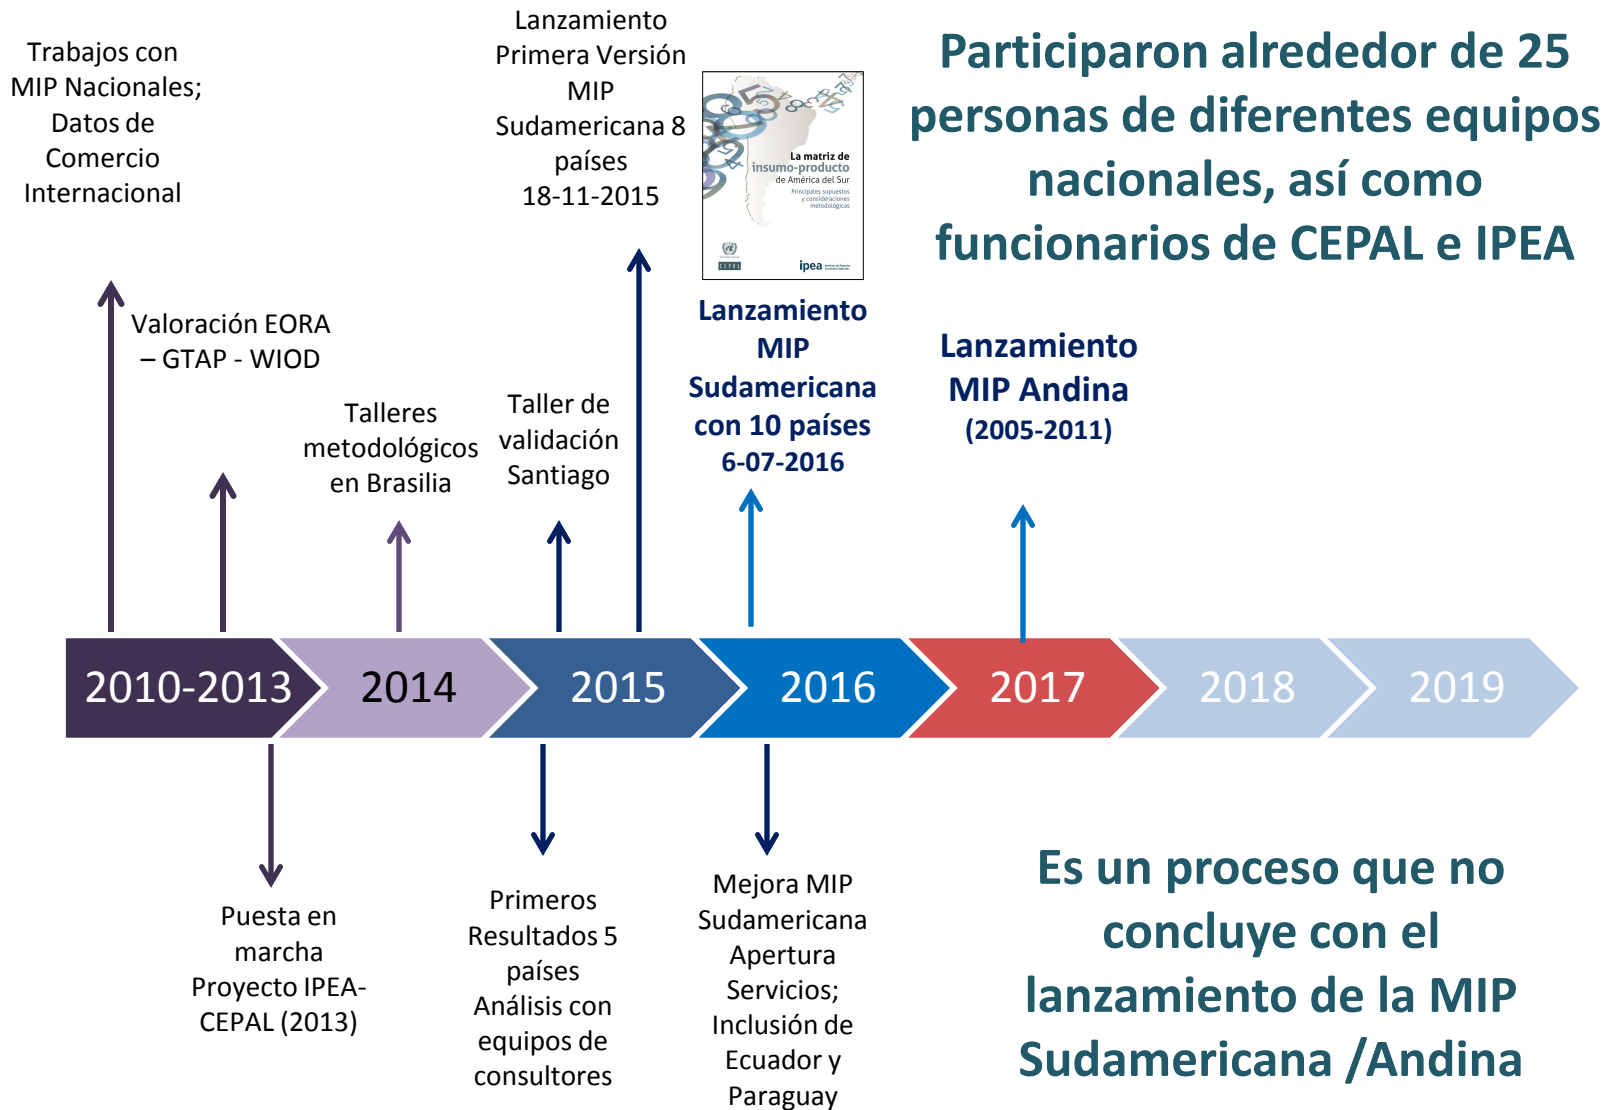 Trabajos con
MIP Nacionales;
Datos de
Comercio
Internacional
Valoración EORA
– GTAP - WIOD
Talleres
metodológicos
en Brasilia
Taller de
validación
Santiago
Lanzamiento
Primera Versión
MIP
Sudamericana 8
países
18-11-2015
La matriz de
insumo-producto
de América del Sur
Principales supuestos
y consideraciones
metodológicas
CEPAL
ipea
Lanzamiento
MIP
Sudamericana
con 10 países
6-07-2016
Participaron alrededor de 25
personas de diferentes equipos
nacionales, así como
funcionarios de CEPAL e IPEA
Lanzamiento
MIP Andina
(2005-2011)
2010-2013
2014
2015
2016
2017
2018
2019
Puesta en
marcha
Proyecto IPEA-
CEPAL (2013)
Primeros
Resultados 5
países
Análisis con
equipos de
consultores
Mejora MIP
Sudamericana
Apertura
Servicios;
Inclusión de
Ecuador y
Paraguay
Es un proceso que no
concluye con el
lanzamiento de la MIP
Sudamericana /Andina